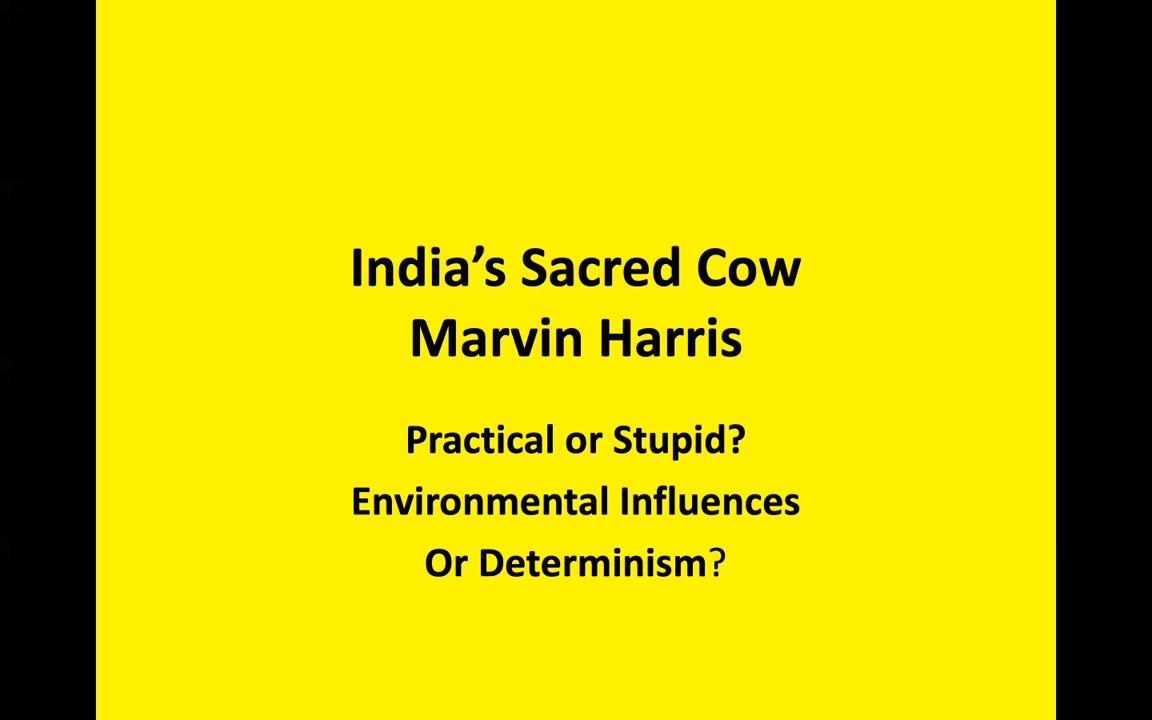 India’s Sacred Cow
Marvin Harris
Practical or Stupid?
Environmental Influences
Or Determinism?